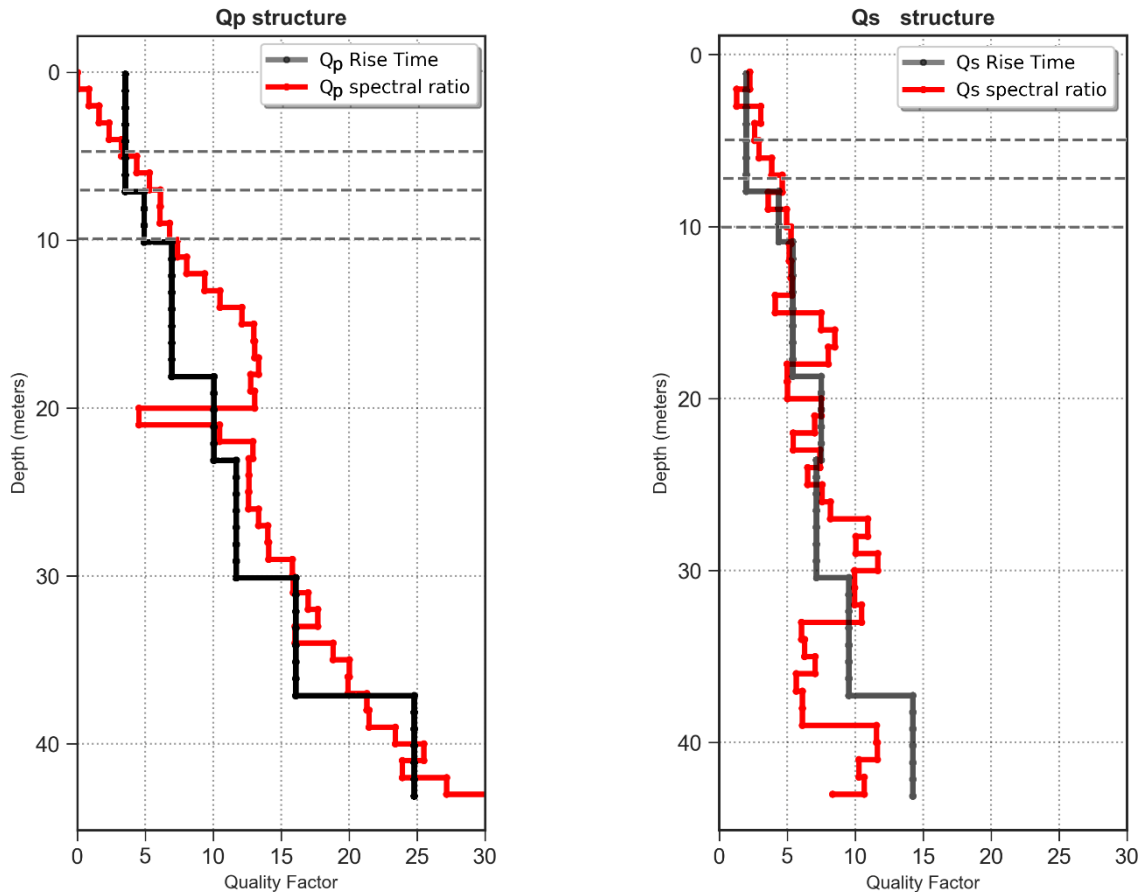 Qp structure
Qp Rise Time
Qp spectral ratio
0
10
20
30
40
Depth (meters)
0 5 10 15 20 25 30
Quality Factor
Qs structure
Qs Rise Time
Qs spectral ratio
0
10
20
30
40
Depth (meters)
0 5 10 15 20 25 30
Quality Factor